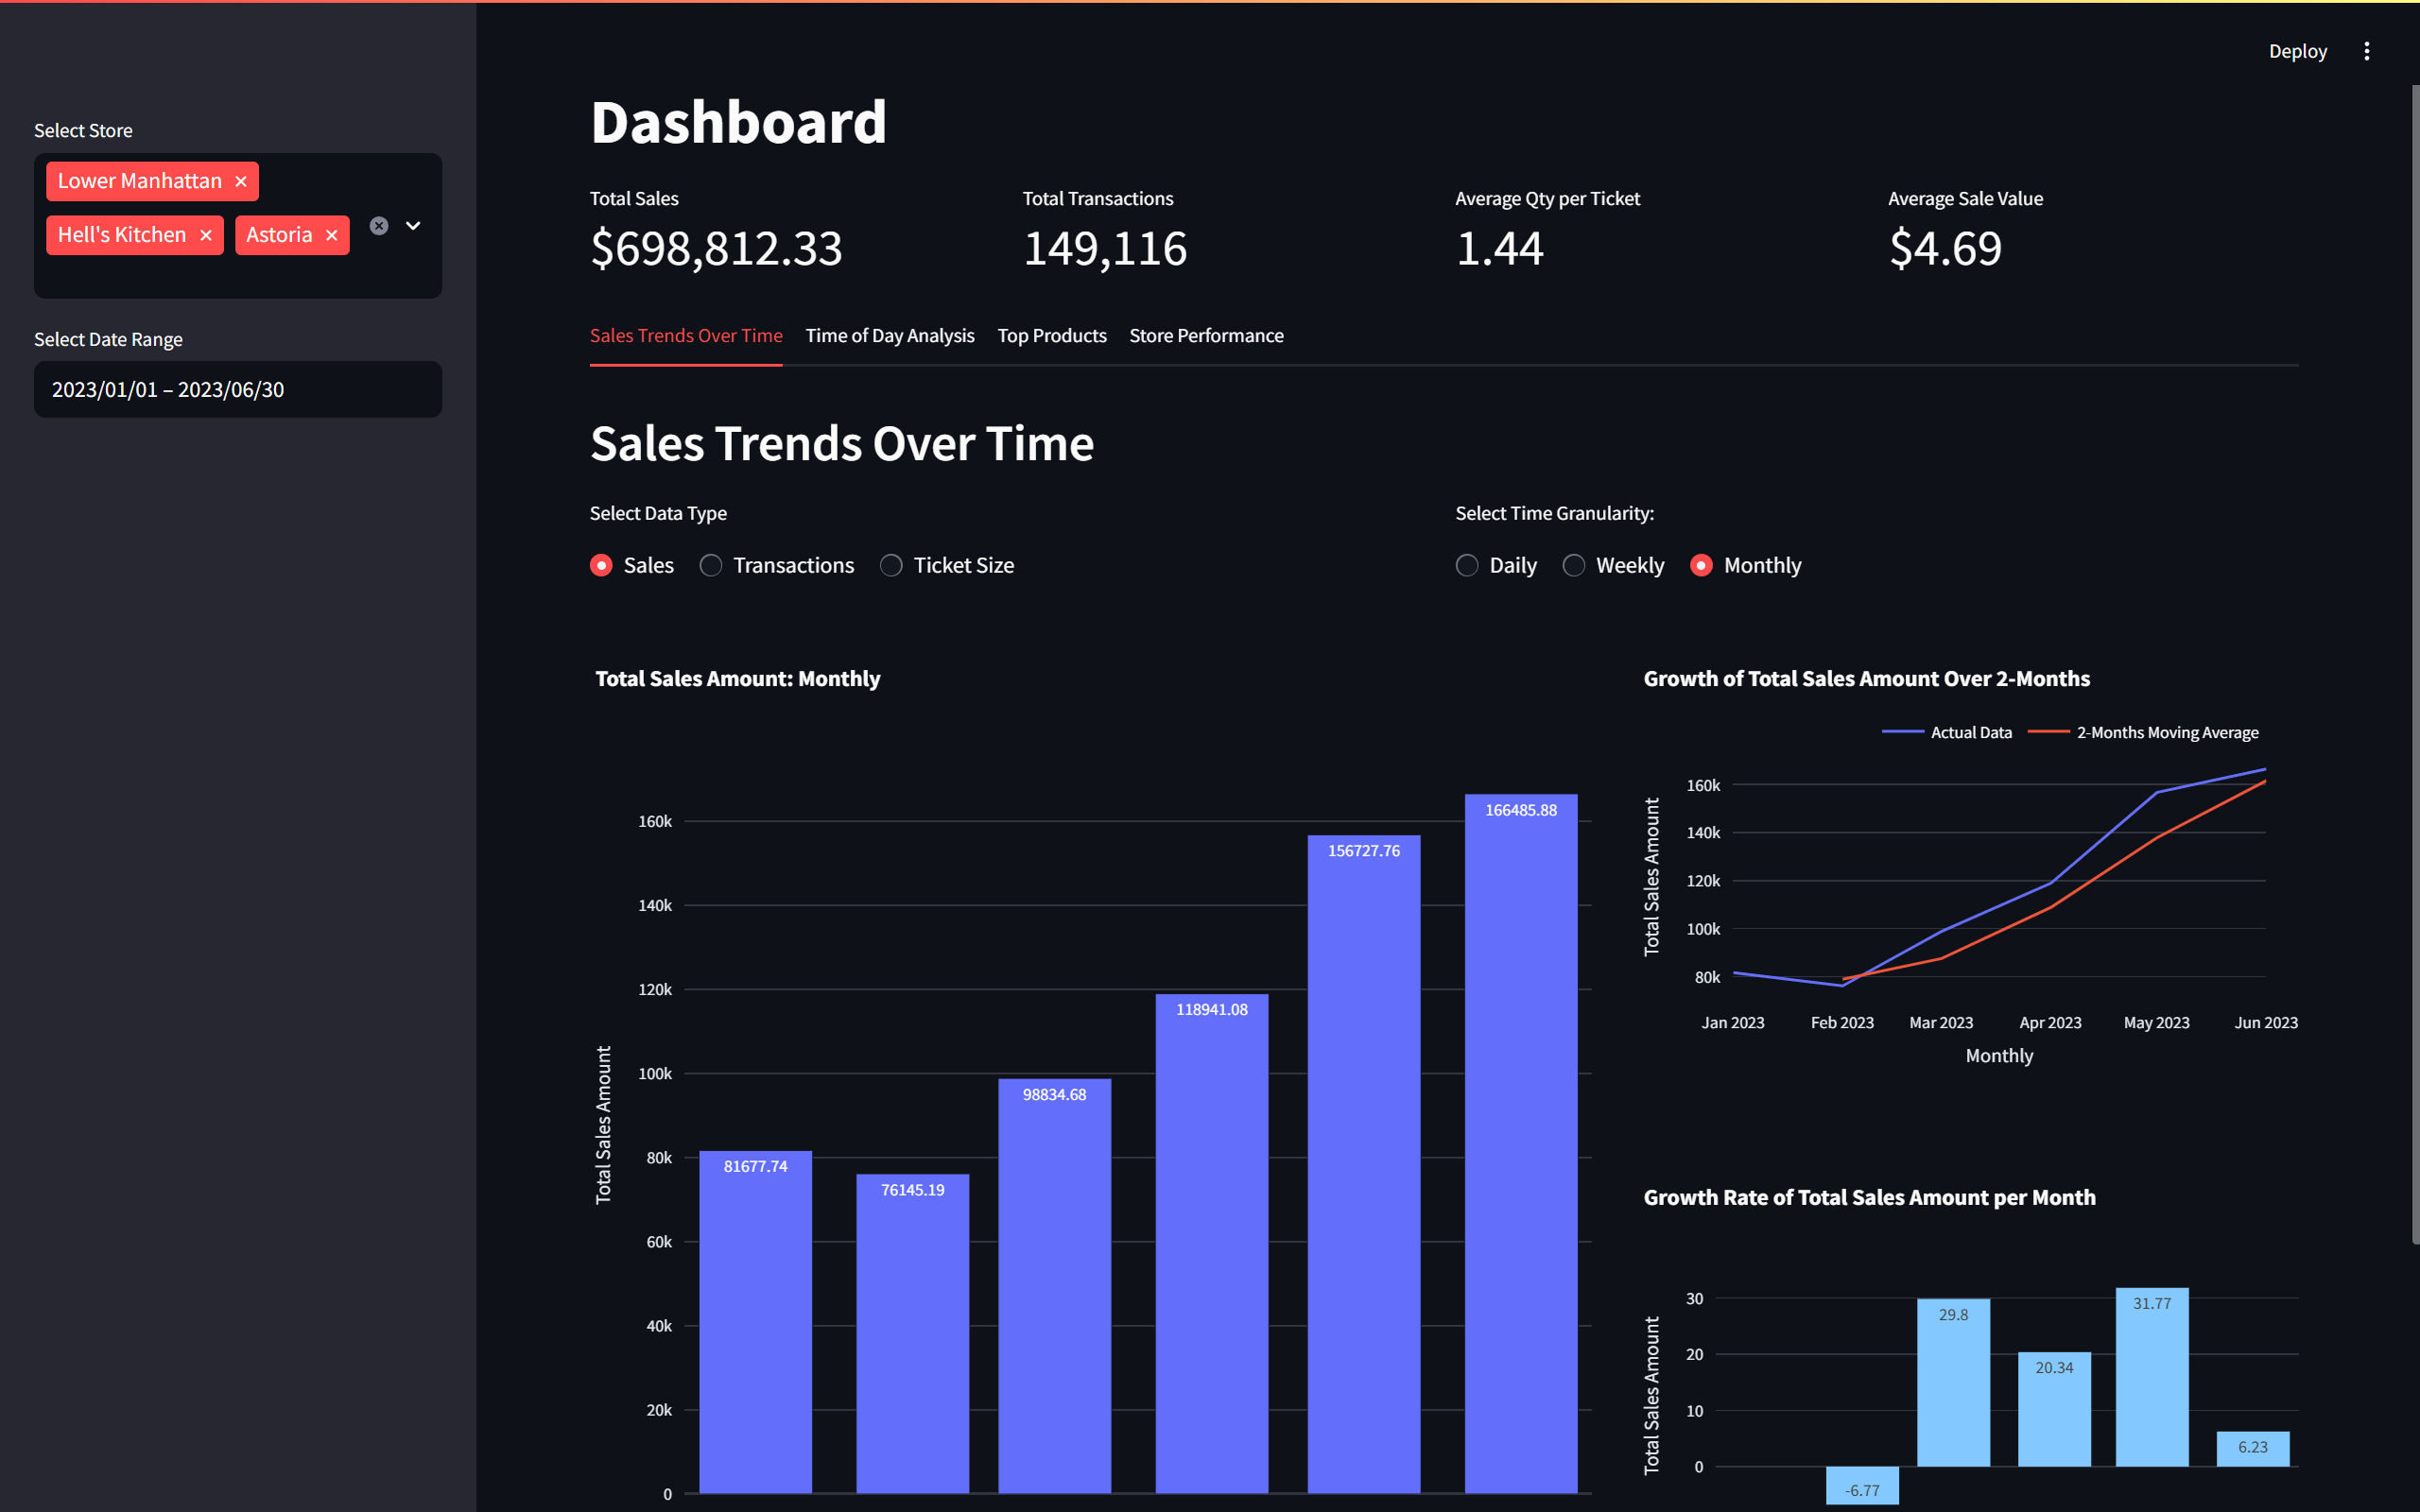 Deploy
Select Store
Lower Manhattan
Hell's Kitchen Astoria
Select Date Range
2023/01/01 – 2023/06/30
Dashboard
Total Sales
$698,812.33
Total Transactions
149,116
Average Qty per Ticket
1.44
Average Sale Value
$4.69
Sales Trends Over Time Time of Day Analysis Top Products Store Performance
Sales Trends Over Time
Select Data Type
Sales Transactions Ticket Size
Select Time Granularity:
Daily Weekly Monthly
Total Sales Amount: Monthly
Total Sales Amount
160k
140k
120k
100k
80k
60k
40k
20k
0
81677.74
76145.19
98834.68
118941.08
156727.76
166485.88
Growth of Total Sales Amount Over 2-Months
Actual Data 2-Months Moving Average
Total Sales Amount
160k
140k
120k
100k
80k
Jan 2023 Feb 2023 Mar 2023 Apr 2023 May 2023 Jun 2023
Monthly
Growth Rate of Total Sales Amount per Month
Total Sales Amount
30
20
10
0
-6.77
29.8
20.34
31.77
6.23